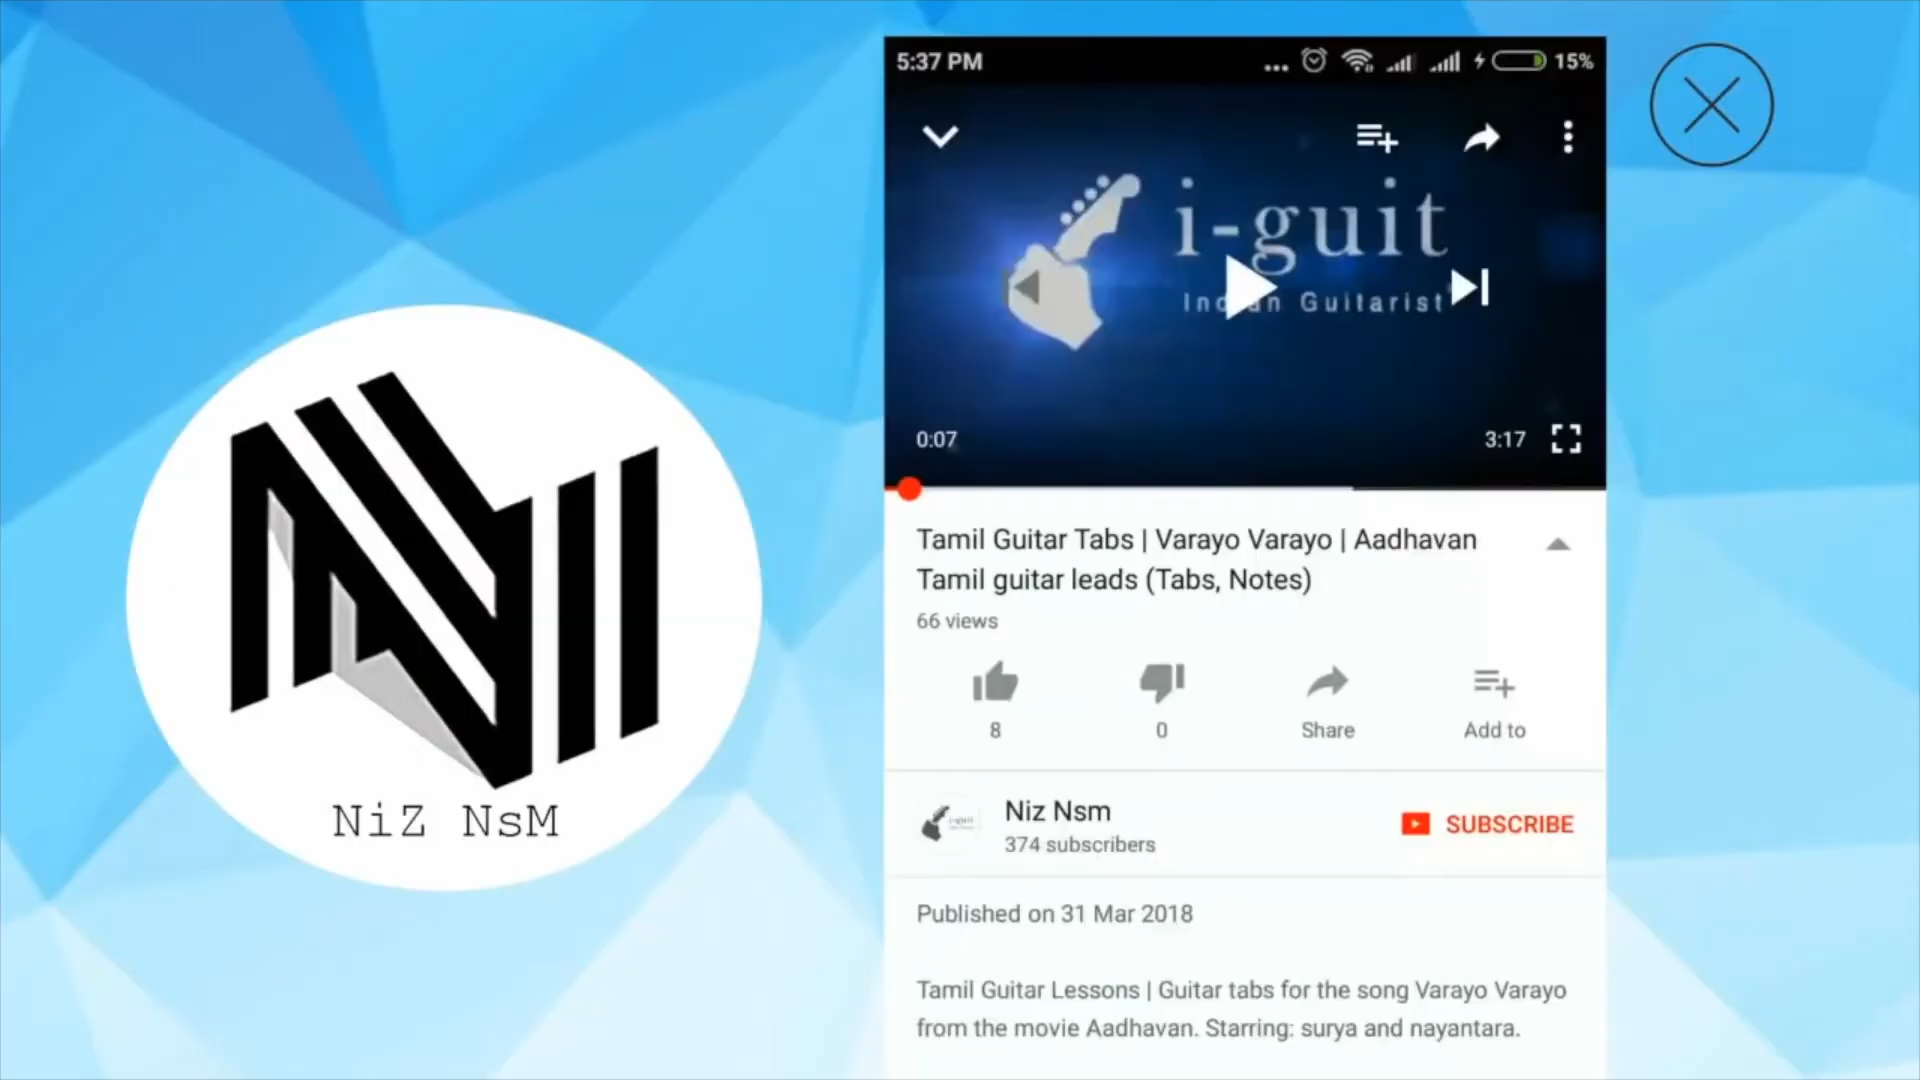 5:37 PM
15%
i-guit
Indian Guitarist
0:07
3:17
Tamil Guitar Tabs | Varayo Varayo | Aadhavan
Tamil guitar leads (Tabs, Notes)
66 views
8
0
Share
Add to
NiZ NsM
Niz Nsm
374 subscribers
SUBSCRIBE
Published on 31 Mar 2018
Tamil Guitar Lessons | Guitar tabs for the song Varayo Varayo
from the movie Aadhavan. Starring: surya and nayantara.